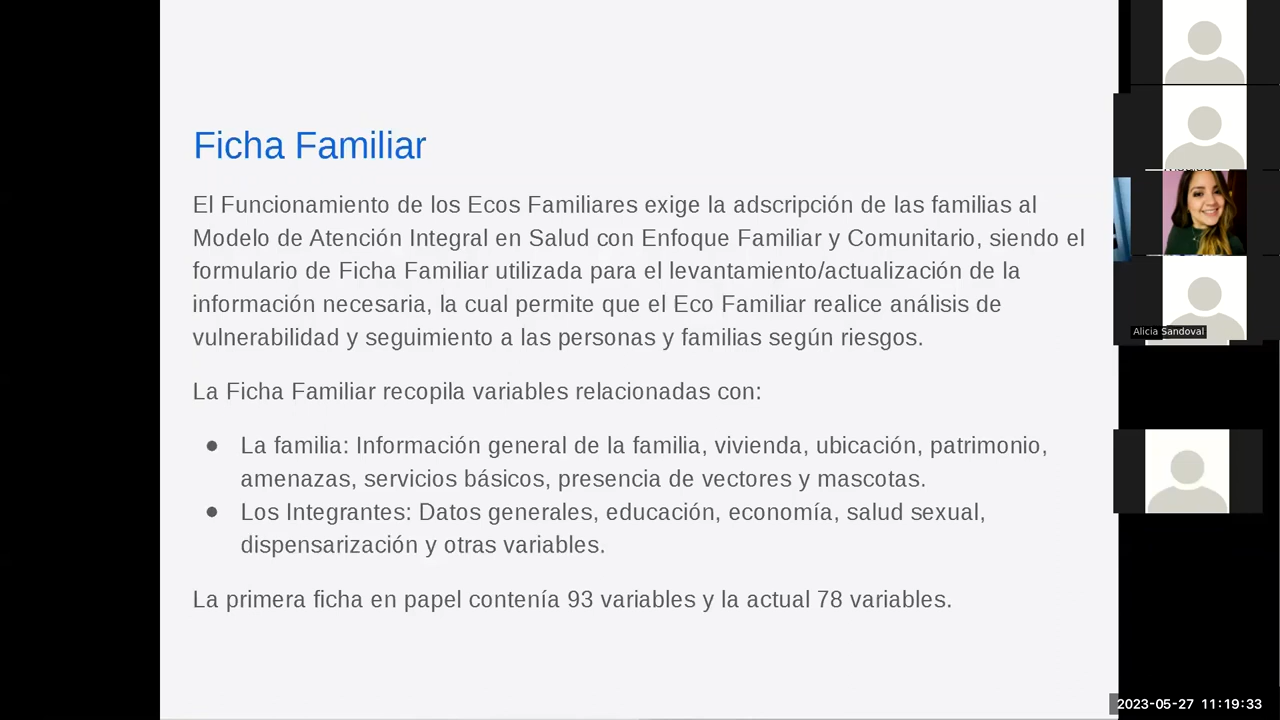 Ficha Familiar
El Funcionamiento de los Ecos Familiares exige la adscripción de las familias al
Modelo de Atención Integral en Salud con Enfoque Familiar y Comunitario, siendo el
formulario de Ficha Familiar utilizada para el levantamiento/actualización de la
información necesaria, la cual permite que el Eco Familiar realice análisis de
vulnerabilidad y seguimiento a las personas y familias según riesgos.
La Ficha Familiar recopila variables relacionadas con:
● La familia: Información general de la familia, vivienda, ubicación, patrimonio,
amenazas, servicios básicos, presencia de vectores y mascotas.
● Los Integrantes: Datos generales, educación, economía, salud sexual,
dispensarización y otras variables.
La primera ficha en papel contenía 93 variables y la actual 78 variables.
Alicia Sandoval
2023-05-27 11:19:33